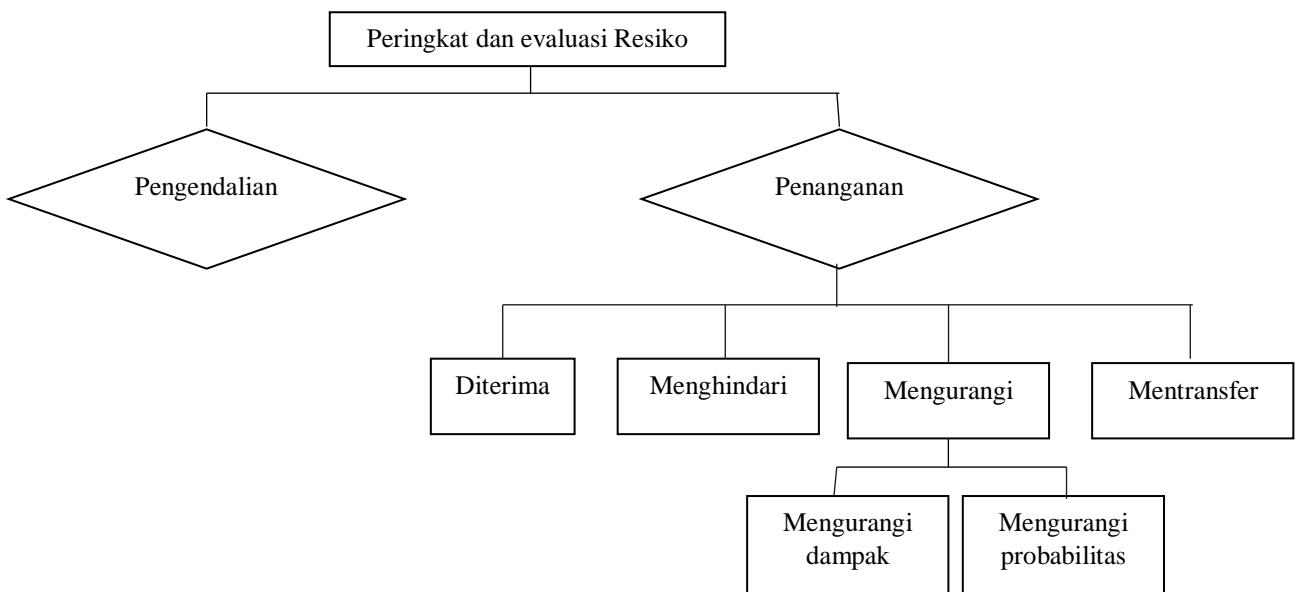 Peringkat dan evaluasi Resiko
Pengendalian
Penanganan
Diterima
Menghindari
Mengurangi
Mentransfer
Mengurangi
dampak
Mengurangi
probabilitas